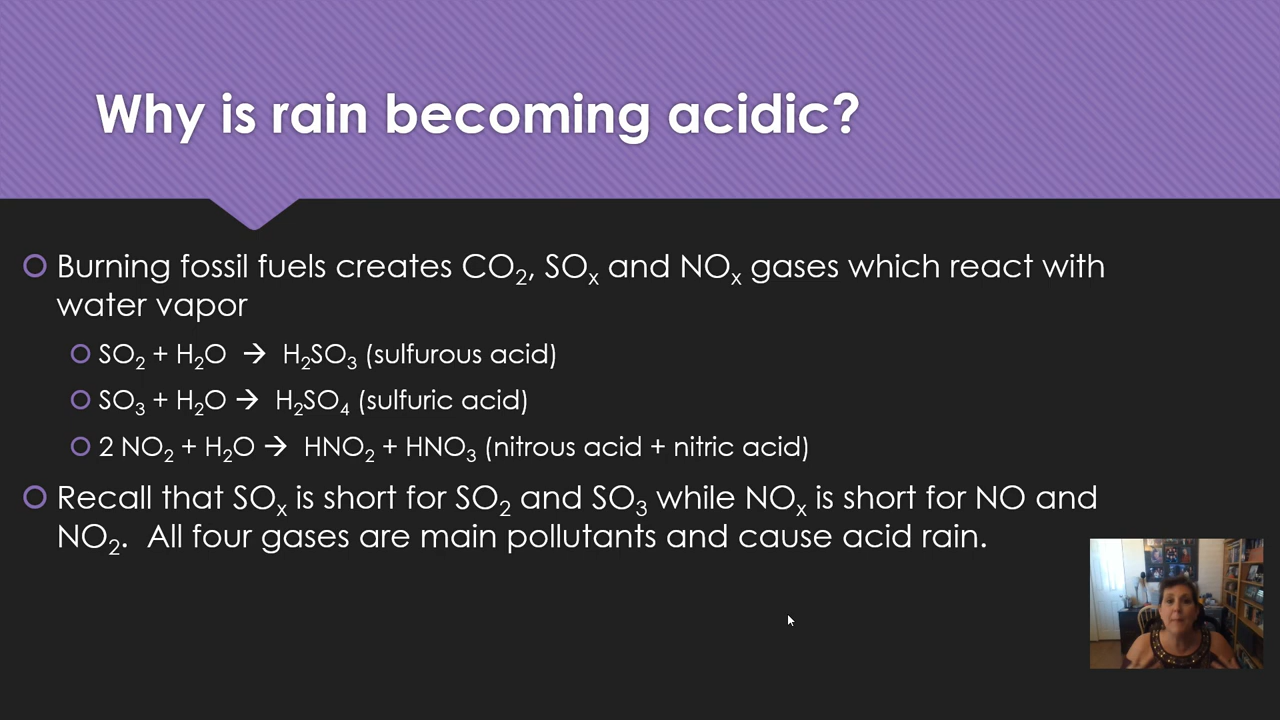 Why is rain becoming acidic?
Burning fossil fuels creates CO₂, SOₓ and NOₓ gases which react with
water vapor
SO₂ + H₂O → H₂SO₃ (sulfurous acid)
SO₃ + H₂O → H₂SO₄ (sulfuric acid)
2 NO₂ + H₂O → HNO₂ + HNO₃ (nitrous acid + nitric acid)
Recall that SOₓ is short for SO₂ and SO₃ while NOₓ is short for NO and
NO₂.  All four gases are main pollutants and cause acid rain.